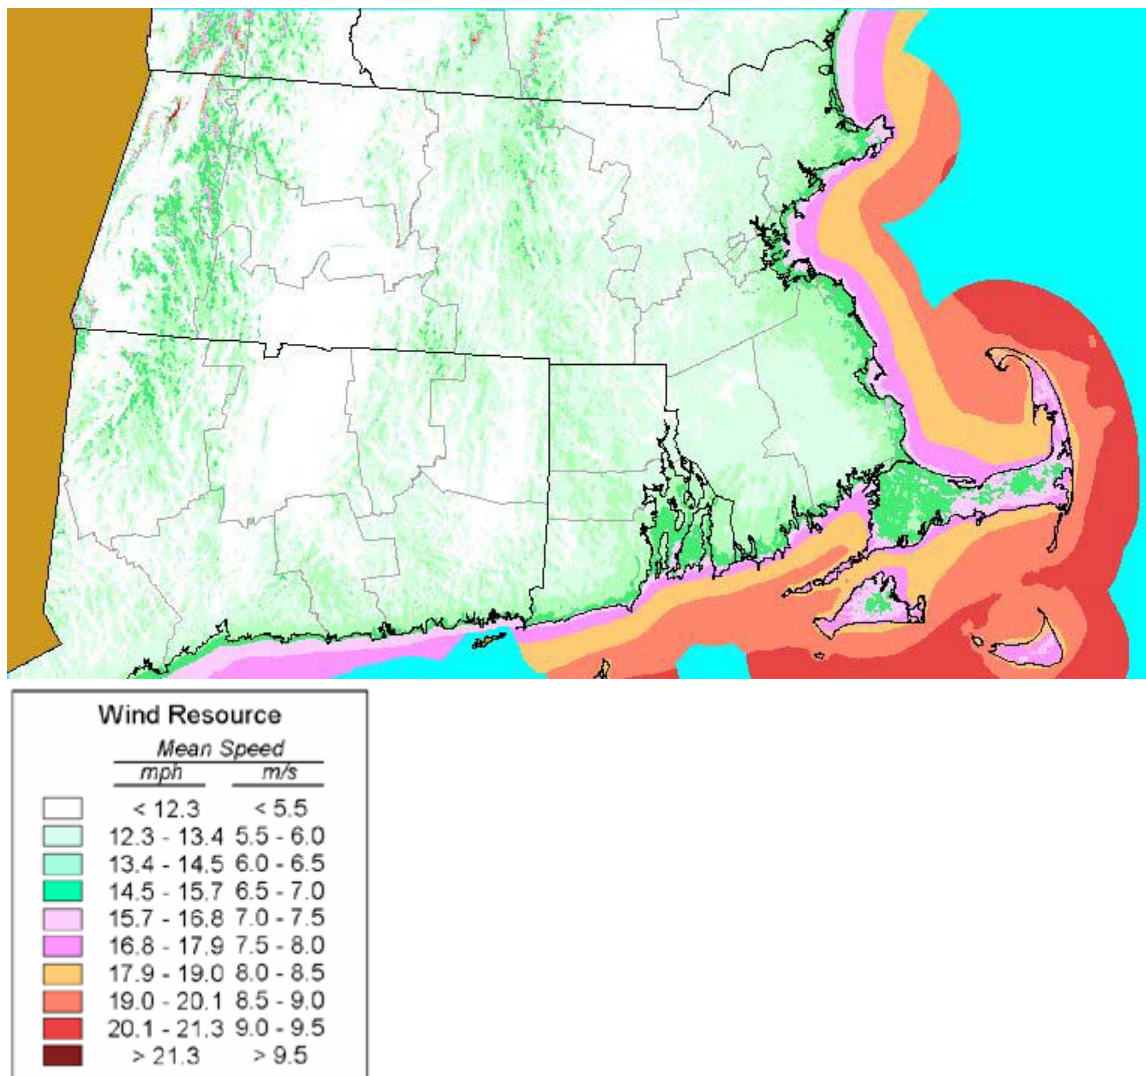 Wind Resource
Mean Speed
mph m/s
< 12.3 < 5.5
12.3 - 13.4 5.5 - 6.0
13.4 - 14.5 6.0 - 6.5
14.5 - 15.7 6.5 - 7.0
15.7 - 16.8 7.0 - 7.5
16.8 - 17.9 7.5 - 8.0
17.9 - 19.0 8.0 - 8.5
19.0 - 20.1 8.5 - 9.0
20.1 - 21.3 9.0 - 9.5
> 21.3 > 9.5